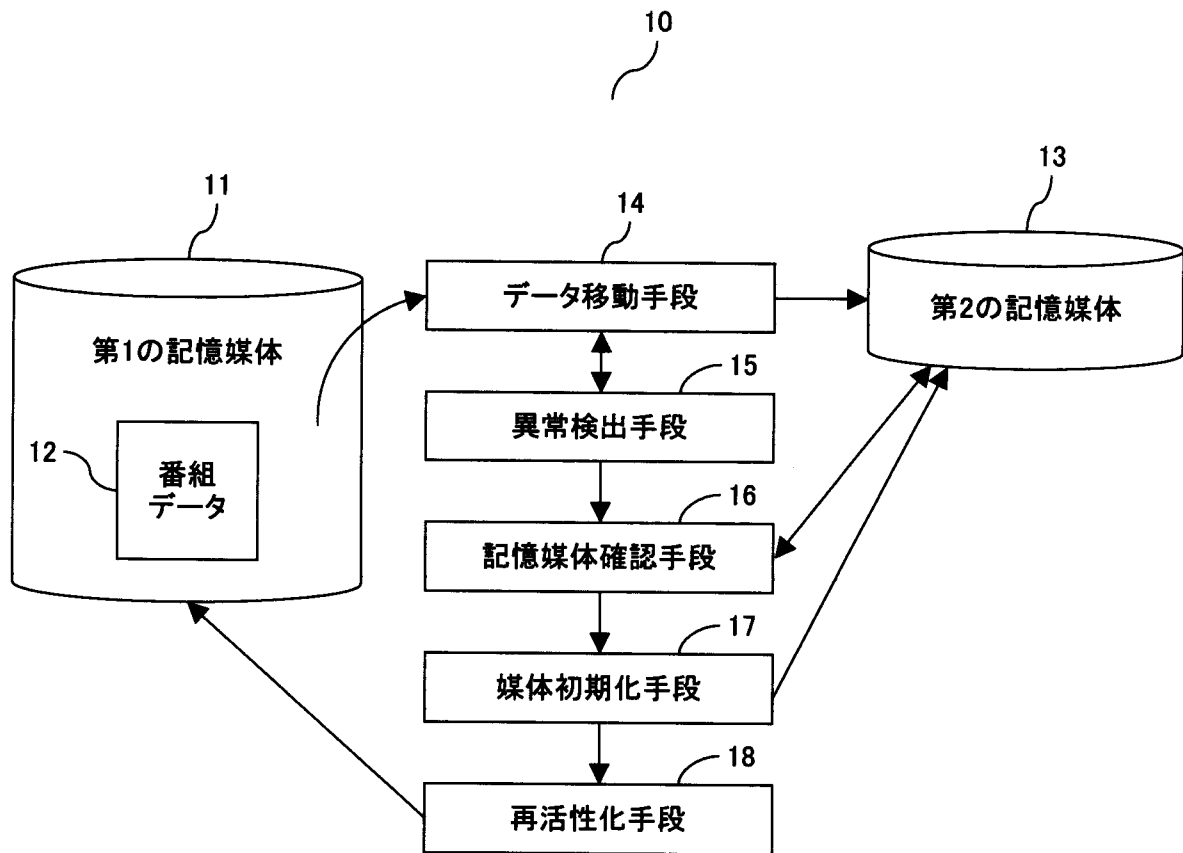 10
11
13
14
データ移動手段
第2の記憶媒体
第1の記憶媒体
15
異常検出手段
12
番組
データ
16
記憶媒体確認手段
17
媒体初期化手段
18
再活性化手段